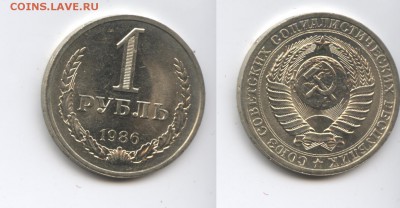 COINS.LAVE.RU
1
РУБЛЬ
1986
СОЮЗ СОВЕТСКИХ СОЦИАЛИСТИЧЕСКИХ РЕСПУБЛИК